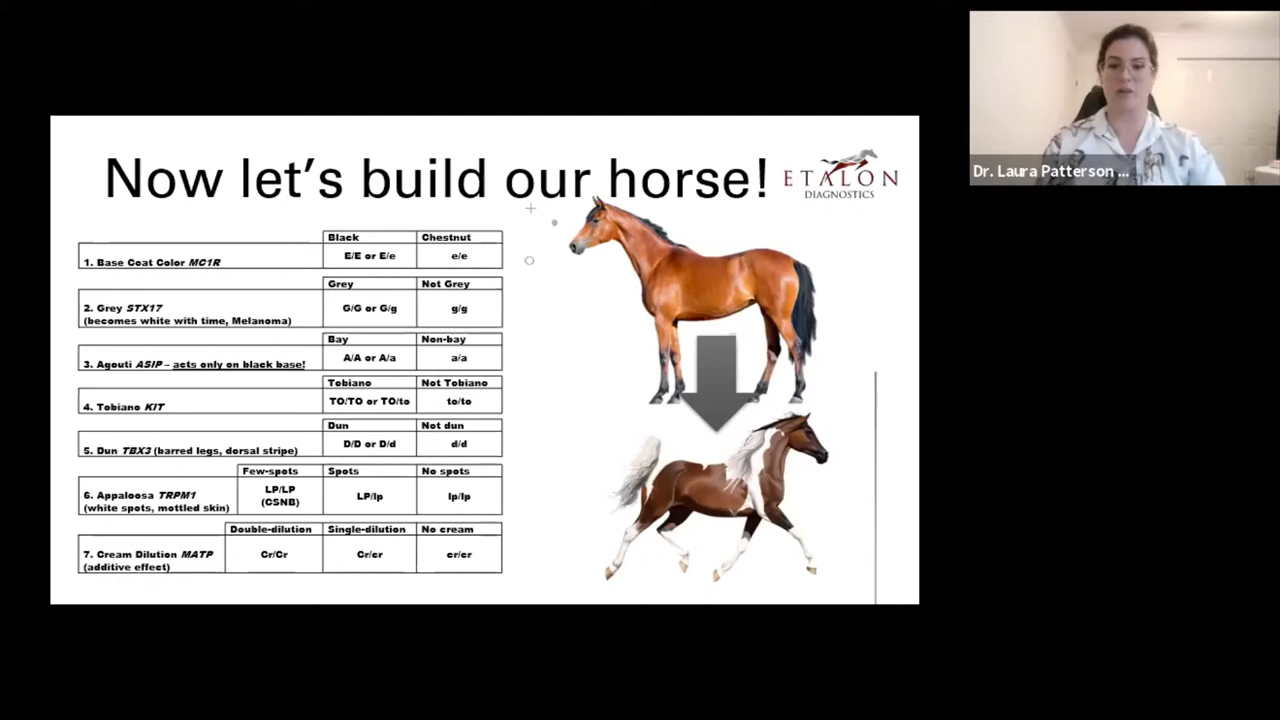 Now let's build our horse!
ETALON
DIAGNOSTICS
Dr. Laura Patterson ...
Black Chestnut
1. Base Coat Color MC1R E/E or E/e e/e
Grey Not Grey
2. Grey STX17 G/G or G/g g/g
(becomes white with time, Melanoma)
Bay Non-bay
3. Agouti ASIP – acts only on black base! A/A or A/a a/a
Tobiano Not Tobiano
4. Tobiano KIT TO/TO or TO/to to/to
Dun Not dun
5. Dun TBX3 (barred legs, dorsal stripe) D/D or D/d d/d
Few-spots Spots No spots
6. Appaloosa TRPM1 LP/LP LP/lp lp/lp
(white spots, mottled skin) (CSNB)
Double-dilution Single-dilution No cream
7. Cream Dilution MATP Cr/Cr Cr/cr cr/cr
(additive effect)